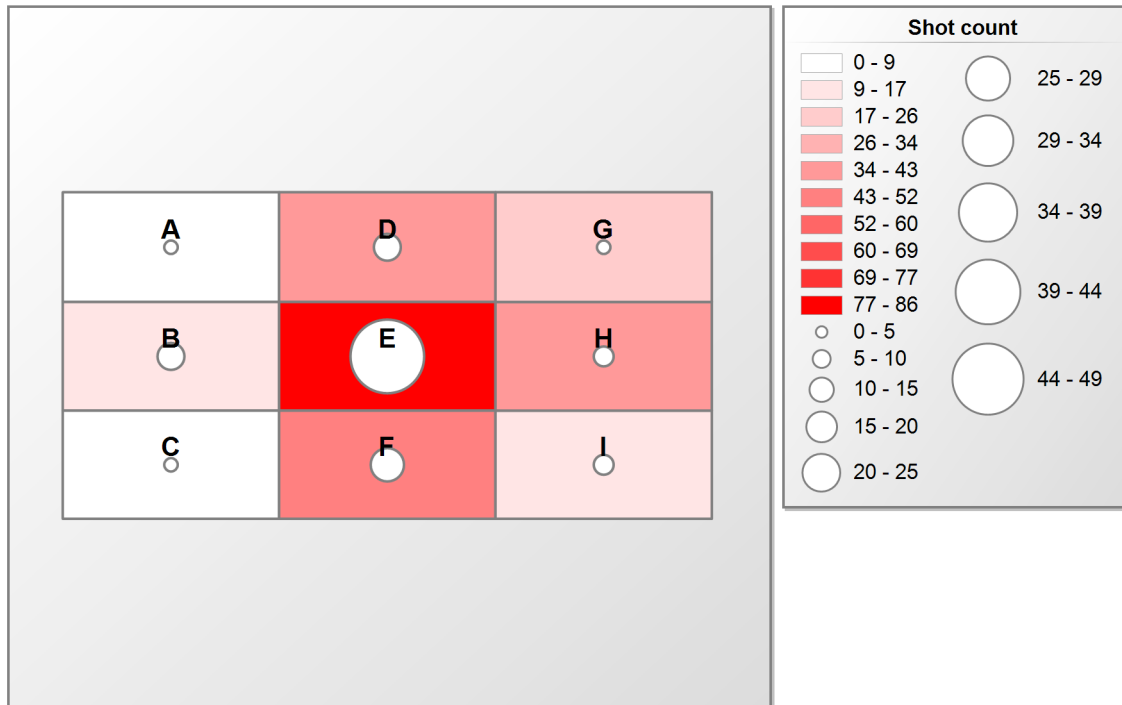 Shot count
A
D
G
B
E
H
C
F
I
0 - 9
9 - 17
17 - 26
26 - 34
34 - 43
43 - 52
52 - 60
60 - 69
69 - 77
77 - 86
0 - 5
5 - 10
10 - 15
15 - 20
20 - 25
25 - 29
29 - 34
34 - 39
39 - 44
44 - 49